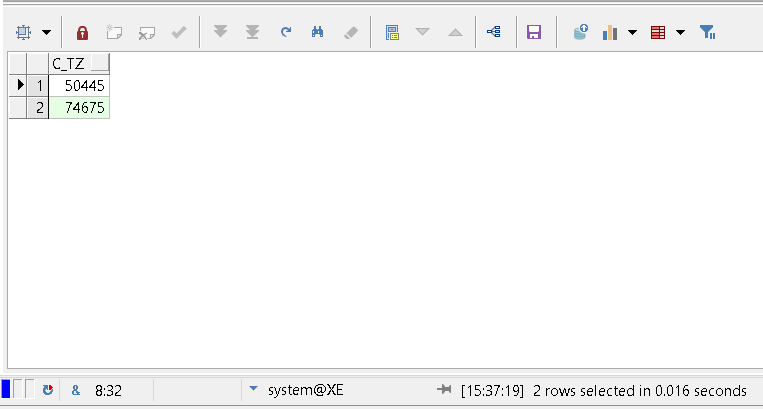 C_TZ
1 50445
2 74675
& 8:32 system@XE [15:37:19] 2 rows selected in 0.016 seconds